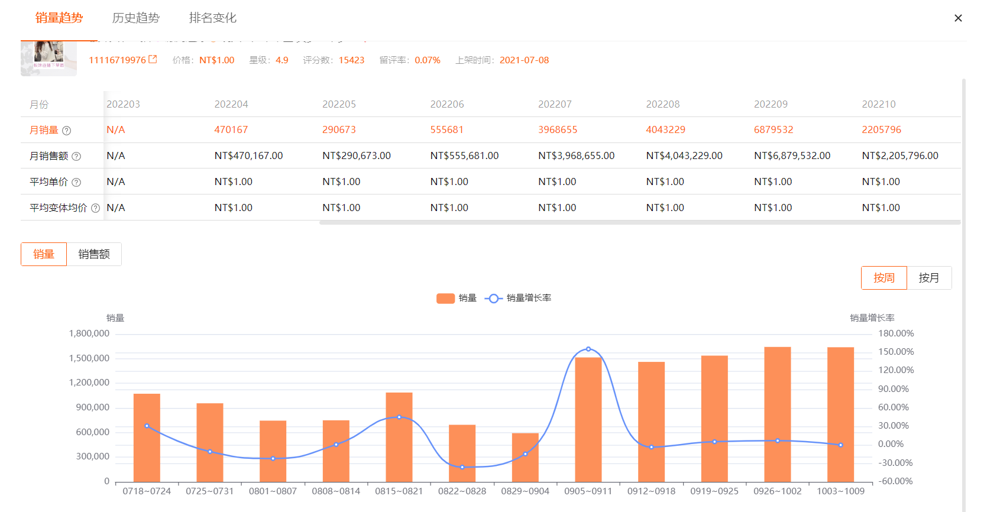 销量趋势 历史趋势 排名变化
11116719976 价格：NT$1.00 星级：4.9 评分数：15423 留评率：0.07% 上架时间：2021-07-08
月份 202203 202204 202205 202206 202207 202208 202209 202210
月销量 N/A 470167 290673 555681 3968655 4043229 6879532 2205796
月销售额 N/A NT$470,167.00 NT$290,673.00 NT$555,681.00 NT$3,968,655.00 NT$4,043,229.00 NT$6,879,532.00 NT$2,205,796.00
平均单价 N/A NT$1.00 NT$1.00 NT$1.00 NT$1.00 NT$1.00 NT$1.00 NT$1.00
平均变体均价 N/A NT$1.00 NT$1.00 NT$1.00 NT$1.00 NT$1.00 NT$1.00 NT$1.00
销量 销售额
按周 按月
销量 销量增长率
销量 销量增长率
1,800,000 180.00%
1,500,000 150.00%
120.00%
1,200,000
90.00%
900,000 60.00%
600,000 30.00%
0.00%
300,000
-30.00%
0 -60.00%
0718~0724 0725~0731 0801~0807 0808~0814 0815~0821 0822~0828 0829~0904 0905~0911 0912~0918 0919~0925 0926~1002 1003~1009